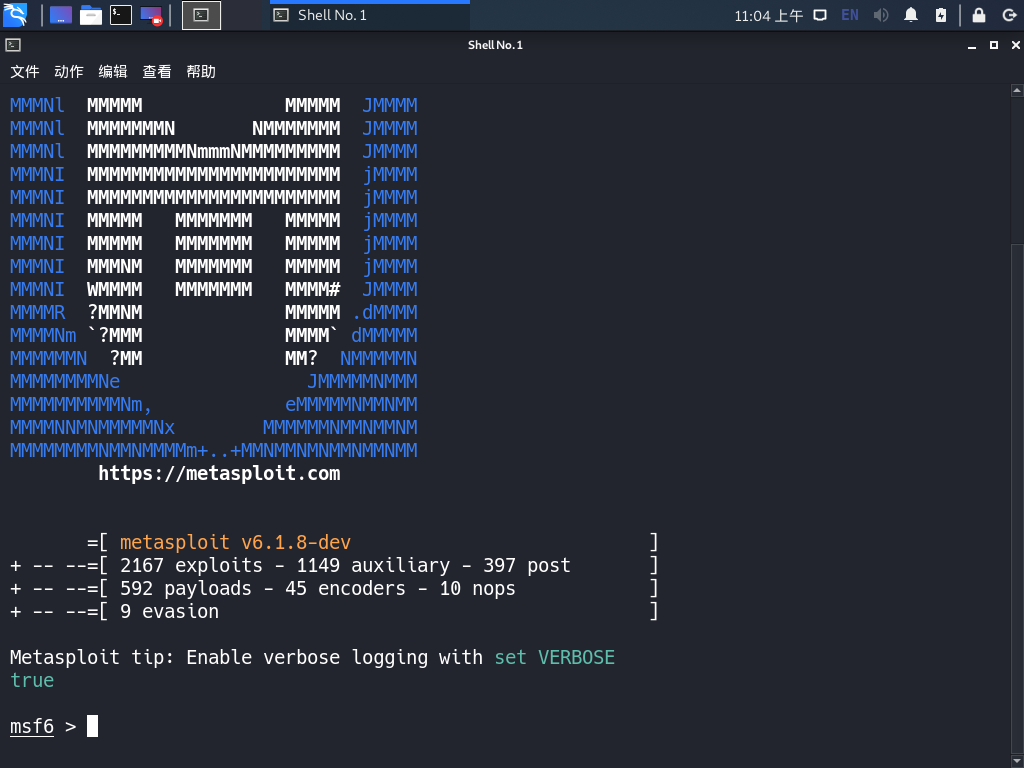 11:04 上午
EN
Shell No. 1
Shell No. 1
文件 动作 编辑 查看 帮助
MMMNl  MMMMM             MMMMM  JMMMM
MMMNl  MMMMMMMN       NMMMMMMM  JMMMM
MMMNl  MMMMMMMMMNmmmNMMMMMMMMM  JMMMM
MMMNI  MMMMMMMMMMMMMMMMMMMMMMM  jMMMM
MMMNI  MMMMMMMMMMMMMMMMMMMMMMM  jMMMM
MMMNI  MMMMM   MMMMMMM   MMMMM  jMMMM
MMMNI  MMMMM   MMMMMMM   MMMMM  jMMMM
MMMNI  MMMNM   MMMMMMM   MMMMM  jMMMM
MMMNI  WMMMM   MMMMMMM   MMMM#  JMMMM
MMMMR  ?MMNM             MMMMM .dMMMM
MMMMNm `?MMM             MMMM` dMMMMM
MMMMMMN  ?MM             MM?  NMMMMMN
MMMMMMMMNe                 JMMMMMNMMM
MMMMMMMMMMNm,            eMMMMMNMMNMM
MMMMNNMNMMMMMNx        MMMMMMNMMNMMNM
MMMMMMMMNMMNMMMMm+..+MMNMMNMNMMNMMNMM
        https://metasploit.com
       =[ metasploit v6.1.8-dev                           ]
+ -- --=[ 2167 exploits - 1149 auxiliary - 397 post       ]
+ -- --=[ 592 payloads - 45 encoders - 10 nops            ]
+ -- --=[ 9 evasion                                       ]
Metasploit tip: Enable verbose logging with set VERBOSE
true
msf6 >